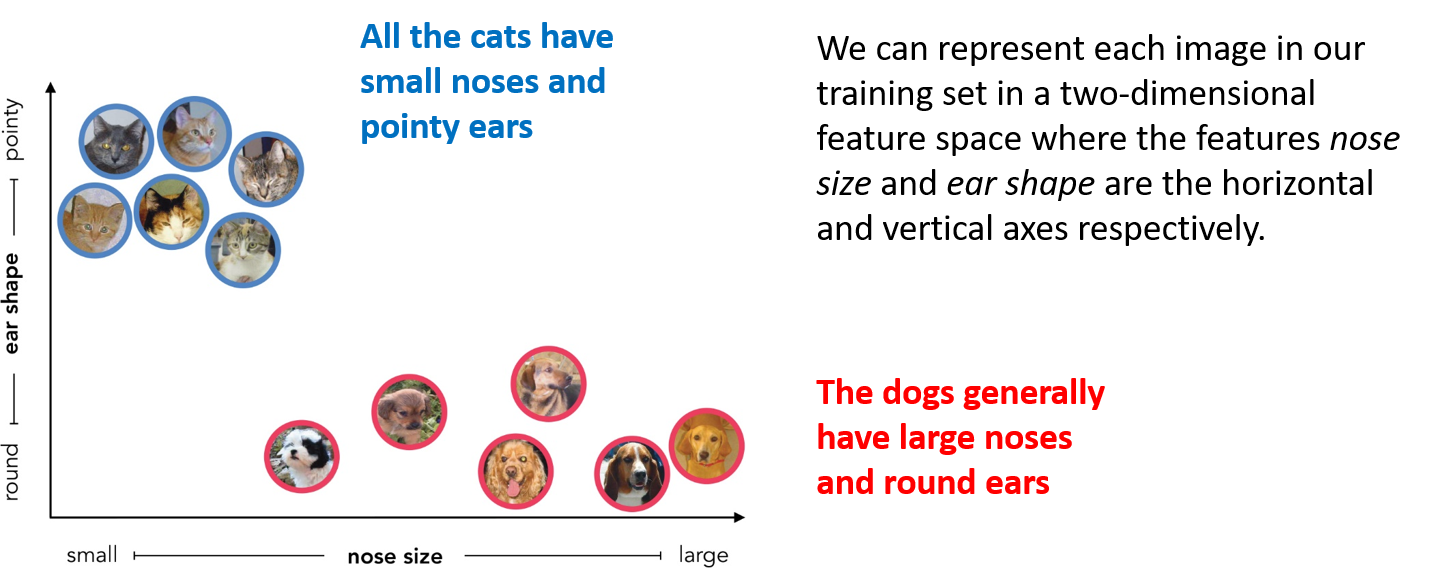 All the cats have
small noses and
pointy ears
We can represent each image in our
training set in a two-dimensional
feature space where the features nose
size and ear shape are the horizontal
and vertical axes respectively.
pointy
ear shape
round
The dogs generally
have large noses
and round ears
small
nose size
large